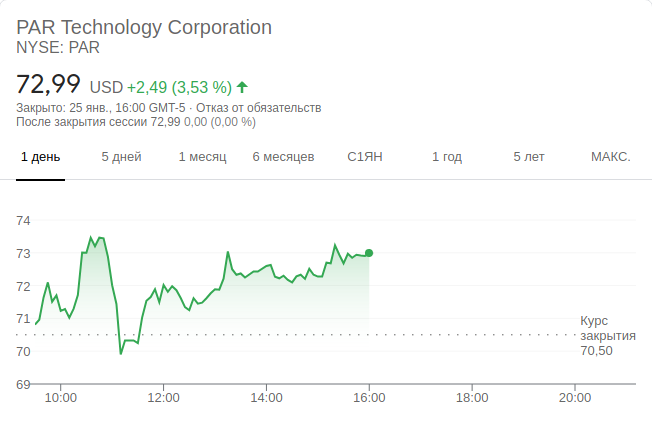 PAR Technology Corporation
NYSE: PAR
72,99 USD +2,49 (3,53 %)
Закрыто: 25 янв., 16:00 GMT-5 · Отказ от обязательств
После закрытия сессии 72,99 0,00 (0,00 %)
1 день 5 дней 1 месяц 6 месяцев С1ЯН 1 год 5 лет МАКС.
74
73
72
71
70
69
Курс
закрытия
70,50
10:00 12:00 14:00 16:00 18:00 20:00